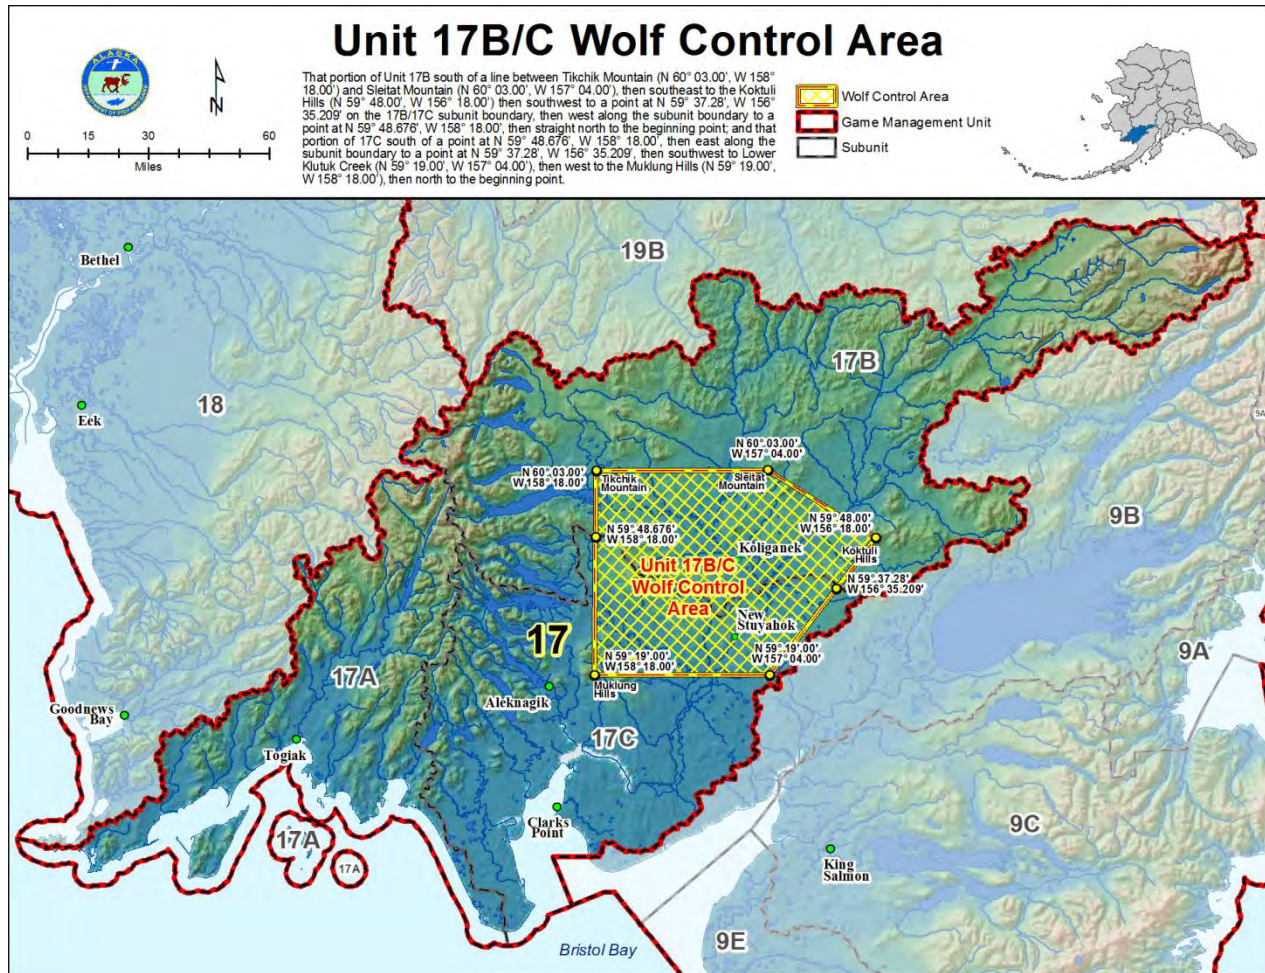 Unit 17B/C Wolf Control Area
ALASKA
That portion of Unit 17B south of a line between Tikchik Mountain (N 60° 03.00', W 158°
18.00') and Sleitat Mountain (N 60° 03.00', W 157° 04.00'), then southeast to the Koktuli
Hills (N 59° 48.00', W 156° 18.00') then southwest to a point at N 59° 37.28', W 156°
35.209' on the 17B/17C subunit boundary, then west along the subunit boundary to a
point at N 59° 48.676', W 158° 18.00', then straight north to the beginning point; and that
portion of 17C south of a point at N 59° 48.676', W 158° 18.00', then east along the
subunit boundary to a point at N 59° 37.28', W 156° 35.209', then southwest to Lower
Klutuk Creek (N 59° 19.00', W 157° 04.00'), then west to the Muklung Hills (N 59° 19.00',
W 158° 18.00'), then north to the beginning point.
N
0 15 30 60
Miles
Wolf Control Area
Game Management Unit
Subunit
Bethel
19B
17B
18
Eek
9A
N 60° 03.00'
W 158° 18.00'
Tikchik
Mountain
N 60° 03.00'
W 157° 04.00'
Sleitat
Mountain
N 59° 48.676'
W 158° 18.00'
N 59° 48.00'
W 156° 18.00'
Koktuli
Hills
9B
Koliganek
Unit 17B/C
Wolf Control
Area
N 59° 37.28'
W 156° 35.209'
New
Stuyahok
17
N 59° 19'.00'
W 158° 18.00'
N 59° 19'.00'
W 157° 04.00'
9A
17A
Muklung
Hills
Aleknagik
Goodnews
Bay
Togiak
17C
Clarks
Point
17A
17A
9C
King
Salmon
Bristol Bay
9E